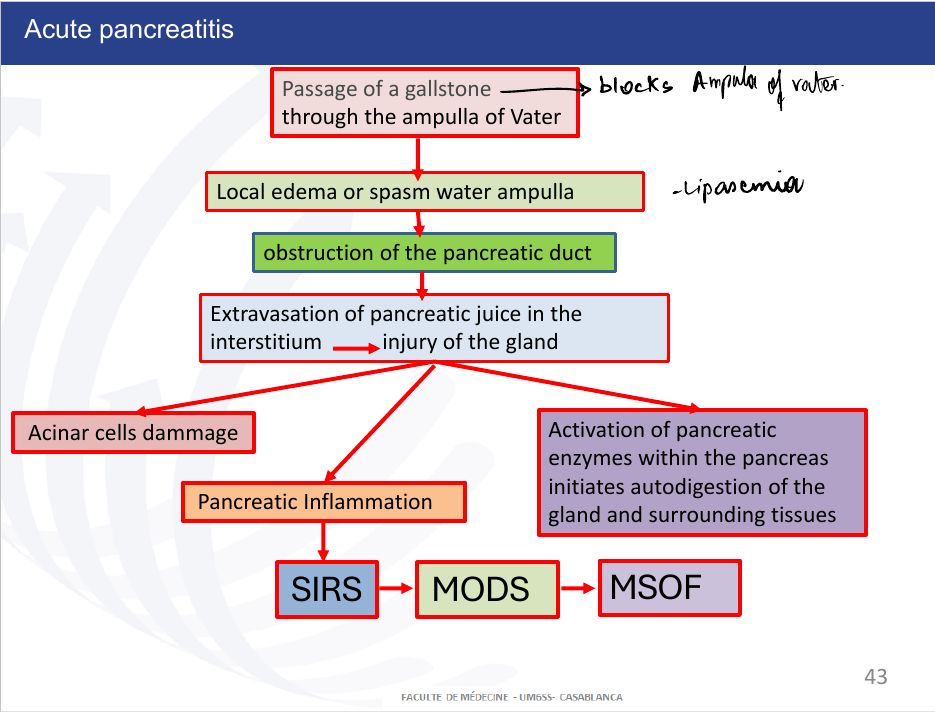 Acute pancreatitis
Passage of a gallstone
through the ampulla of Vater
blocks Ampula of vater.
Local edema or spasm water ampulla
-Lipasemia
obstruction of the pancreatic duct
Extravasation of pancreatic juice in the
interstitium injury of the gland
Acinar cells dammage
Activation of pancreatic
enzymes within the pancreas
initiates autodigestion of the
gland and surrounding tissues
Pancreatic Inflammation
SIRS
MODS
MSOF
43
FACULTE DE MÉDECINE - UM6SS- CASABLANCA